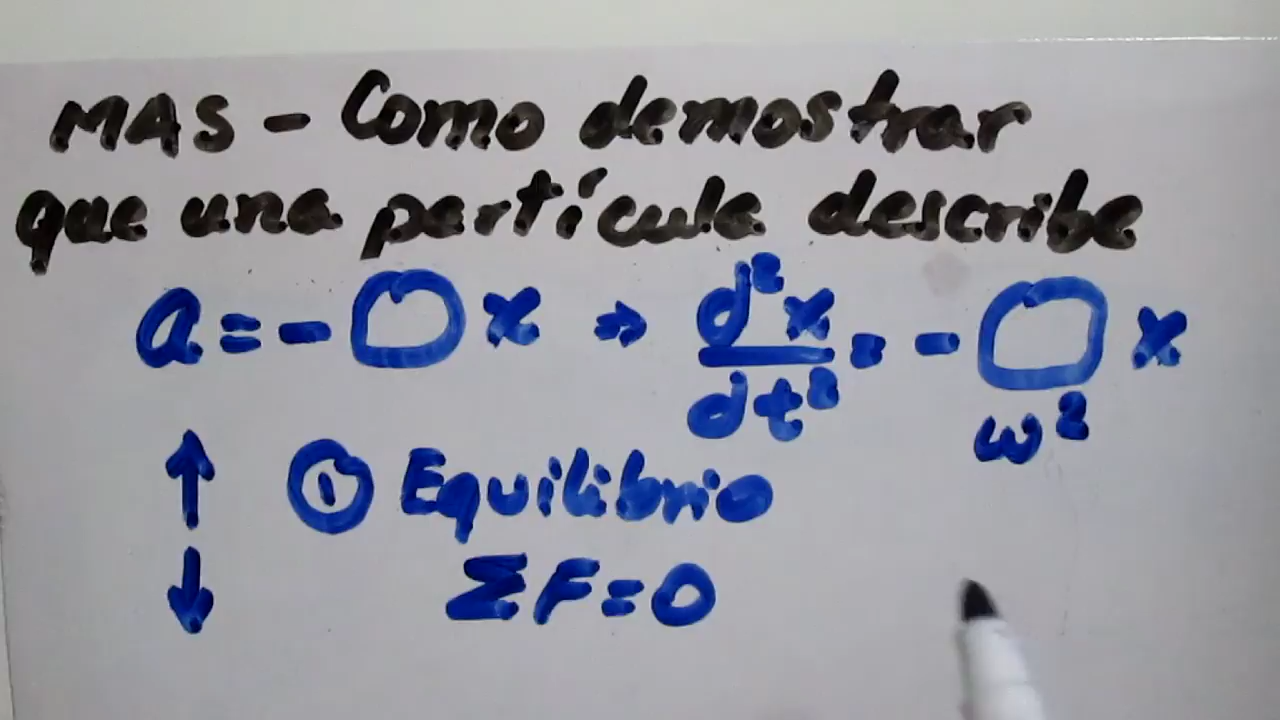 MAS - Como demostrar
que una partícula describe
a = - □ x → d²x/dt² = - □ x
ω²
① Equilibrio
ΣF = 0